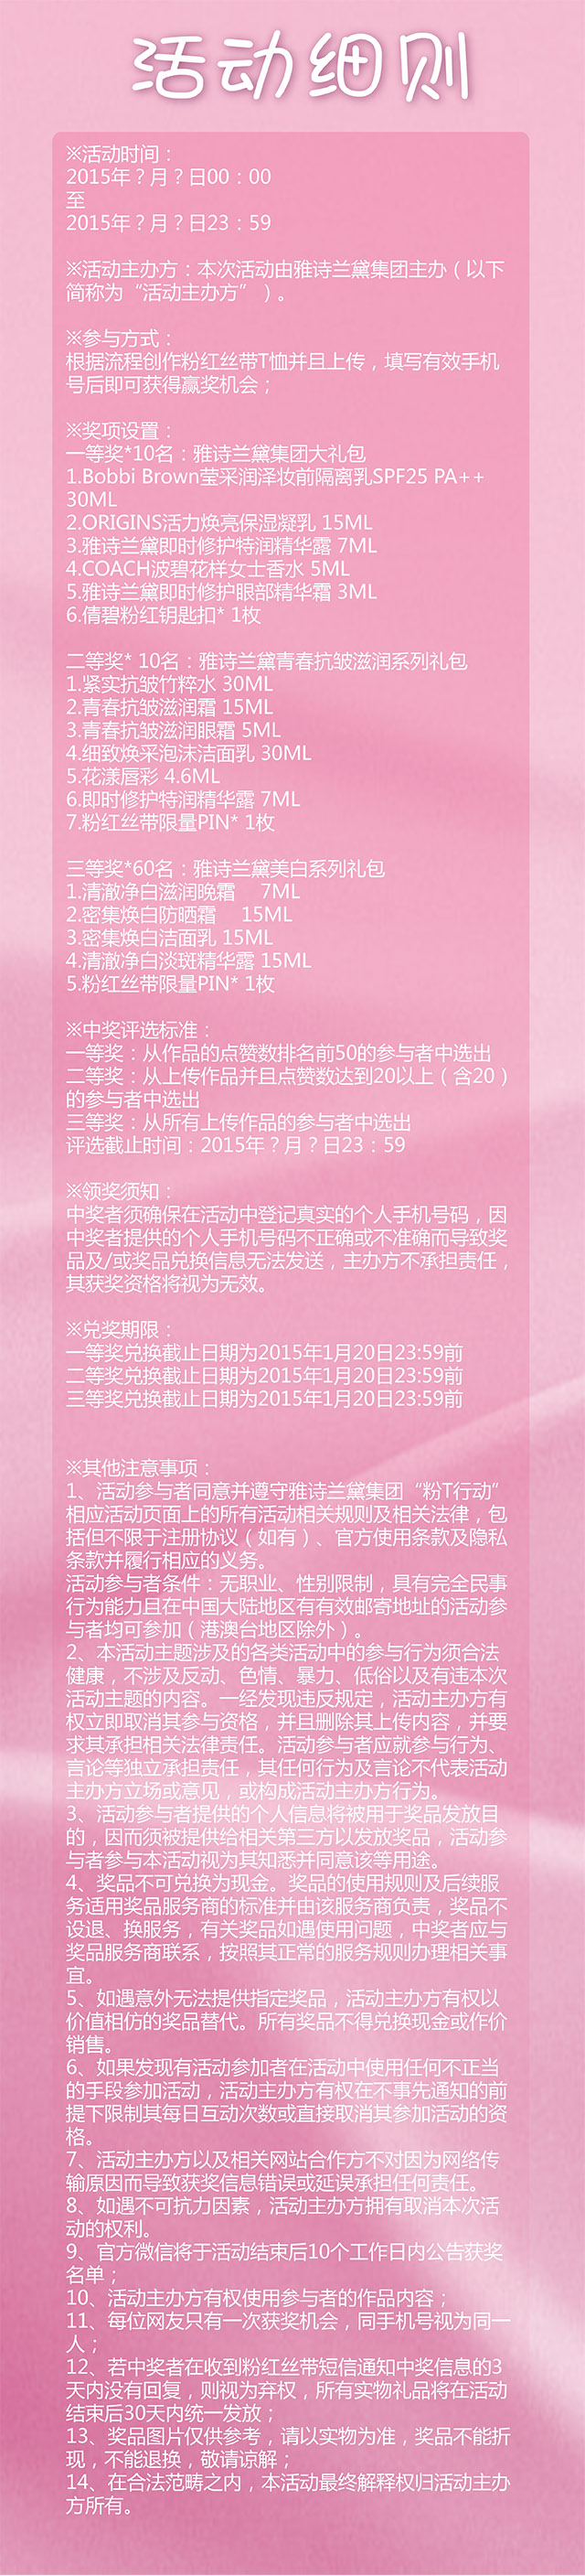 活动细则
※活动时间：
2015年？月？日00：00
至
2015年？月？日23：59
※活动主办方：本次活动由雅诗兰黛集团主办（以下
简称为“活动主办方”）。
※参与方式：
根据流程创作粉红丝带T恤并且上传，填写有效手机
号后即可获得赢奖机会；
※奖项设置：
一等奖*10名：雅诗兰黛集团大礼包
1.Bobbi Brown莹采润泽妆前隔离乳SPF25 PA++
30ML
2.ORIGINS活力焕亮保湿凝乳 15ML
3.雅诗兰黛即时修护特润精华露 7ML
4.COACH波碧花样女士香水 5ML
5.雅诗兰黛即时修护眼部精华霜 3ML
6.倩碧粉红钥匙扣* 1枚
二等奖* 10名：雅诗兰黛青春抗皱滋润系列礼包
1.紧实抗皱竹粹水 30ML
2.青春抗皱滋润霜 15ML
3.青春抗皱滋润眼霜 5ML
4.细致焕采泡沫洁面乳 30ML
5.花漾唇彩 4.6ML
6.即时修护特润精华露 7ML
7.粉红丝带限量PIN* 1枚
三等奖*60名：雅诗兰黛美白系列礼包
1.清澈净白滋润晚霜    7ML
2.密集焕白防晒霜    15ML
3.密集焕白洁面乳 15ML
4.清澈净白淡斑精华露 15ML
5.粉红丝带限量PIN* 1枚
※中奖评选标准：
一等奖：从作品的点赞数排名前50的参与者中选出
二等奖：从上传作品并且点赞数达到20以上（含20）
的参与者中选出
三等奖：从所有上传作品的参与者中选出
评选截止时间：2015年？月？日23：59
※领奖须知：
中奖者须确保在活动中登记真实的个人手机号码，因
中奖者提供的个人手机号码不正确或不准确而导致奖
品及/或奖品兑换信息无法发送，主办方不承担责任，
其获奖资格将视为无效。
※兑奖期限：
一等奖兑换截止日期为2015年1月20日23:59前
二等奖兑换截止日期为2015年1月20日23:59前
三等奖兑换截止日期为2015年1月20日23:59前
※其他注意事项：
1、活动参与者同意并遵守雅诗兰黛集团“粉T行动”
相应活动页面上的所有活动相关规则及相关法律，包
括但不限于注册协议（如有）、官方使用条款及隐私
条款并履行相应的义务。
活动参与者条件：无职业、性别限制，具有完全民事
行为能力且在中国大陆地区有有效邮寄地址的活动参
与者均可参加（港澳台地区除外）。
2、本活动主题涉及的各类活动中的参与行为须合法
健康，不涉及反动、色情、暴力、低俗以及有违本次
活动主题的内容。一经发现违反规定，活动主办方有
权立即取消其参与资格，并且删除其上传内容，并要
求其承担相关法律责任。活动参与者应就参与行为、
言论等独立承担责任，其任何行为及言论不代表活动
主办方立场或意见，或构成活动主办方行为。
3、活动参与者提供的个人信息将被用于奖品发放目
的，因而须被提供给相关第三方以发放奖品，活动参
与者参与本活动视为其知悉并同意该等用途。
4、奖品不可兑换为现金。奖品的使用规则及后续服
务适用奖品服务商的标准并由该服务商负责，奖品不
设退、换服务，有关奖品如遇使用问题，中奖者应与
奖品服务商联系，按照其正常的服务规则办理相关事
宜。
5、如遇意外无法提供指定奖品，活动主办方有权以
价值相仿的奖品替代。所有奖品不得兑换现金或作价
销售。
6、如果发现有活动参加者在活动中使用任何不正当
的手段参加活动，活动主办方有权在不事先通知的前
提下限制其每日互动次数或直接取消其参加活动的资
格。
7、活动主办方以及相关网站合作方不对因为网络传
输原因而导致获奖信息错误或延误承担任何责任。
8、如遇不可抗力因素，活动主办方拥有取消本次活
动的权利。
9、官方微信将于活动结束后10个工作日内公告获奖
名单；
10、活动主办方有权使用参与者的作品内容；
11、每位网友只有一次获奖机会，同手机号视为同一
人；
12、若中奖者在收到粉红丝带短信通知中奖信息的3
天内没有回复，则视为弃权，所有实物礼品将在活动
结束后30天内统一发放；
13、奖品图片仅供参考，请以实物为准，奖品不能折
现，不能退换，敬请谅解；
14、在合法范畴之内，本活动最终解释权归活动主办
方所有。